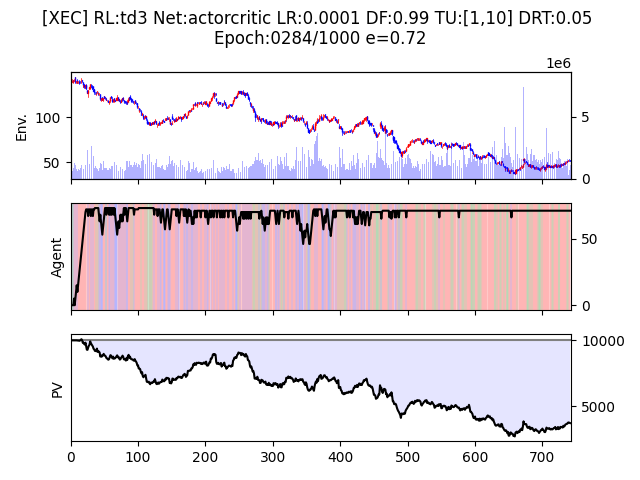 [XEC] RL:td3 Net:actorcritic LR:0.0001 DF:0.99 TU:[1,10] DRT:0.05
Epoch:0284/1000 e=0.72
1e6
Env.
100
50
5
0
Agent
50
0
PV
10000
5000
0 100 200 300 400 500 600 700